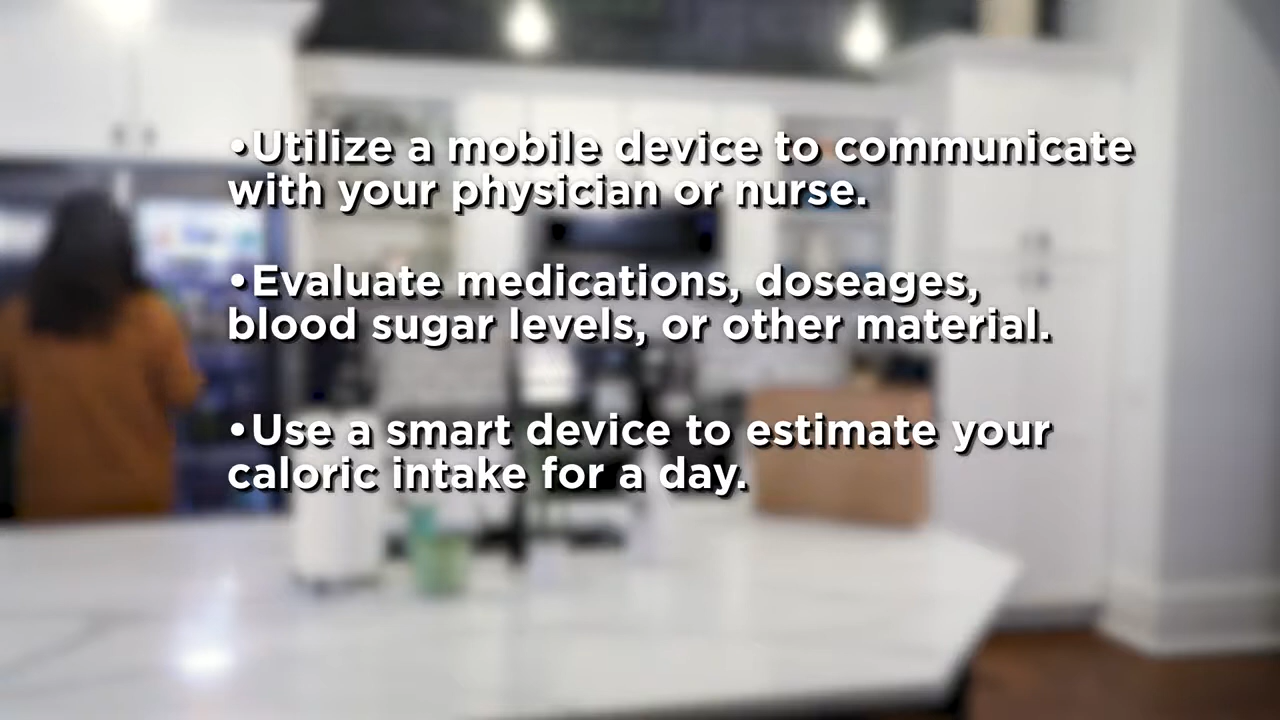 •Utilize a mobile device to communicate
with your physician or nurse.
•Evaluate medications, doseages,
blood sugar levels, or other material.
•Use a smart device to estimate your
caloric intake for a day.